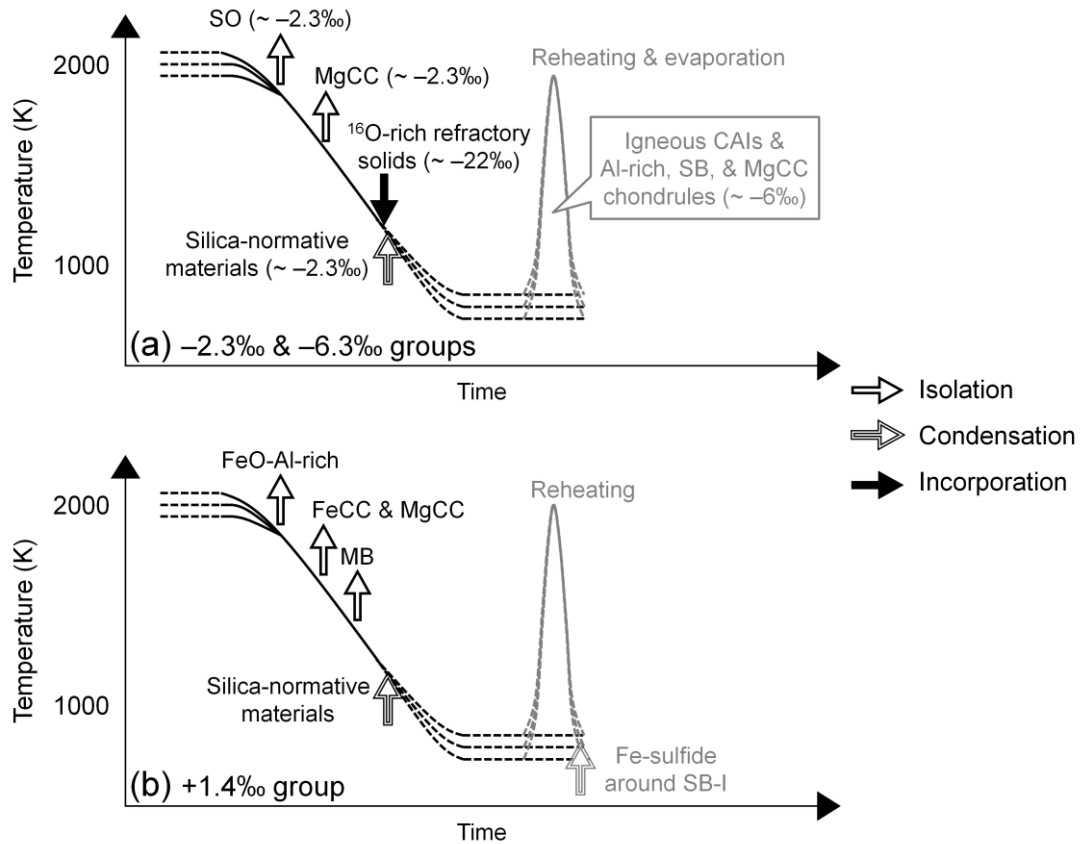 SO (~ –2.3‰)
2000
MgCC (~ –2.3‰)
¹⁶O-rich refractory
solids (~ –22‰)
Silica-normative
materials (~ –2.3‰)
1000
Temperature (K)
Reheating & evaporation
Igneous CAIs &
Al-rich, SB, & MgCC
chondrules (~ –6‰)
(a) –2.3‰ & –6.3‰ groups
Time
Isolation
Condensation
Incorporation
FeO-Al-rich
2000
FeCC & MgCC
MB
Silica-normative
materials
1000
Temperature (K)
Reheating
Fe-sulfide
around SB-I
(b) +1.4‰ group
Time